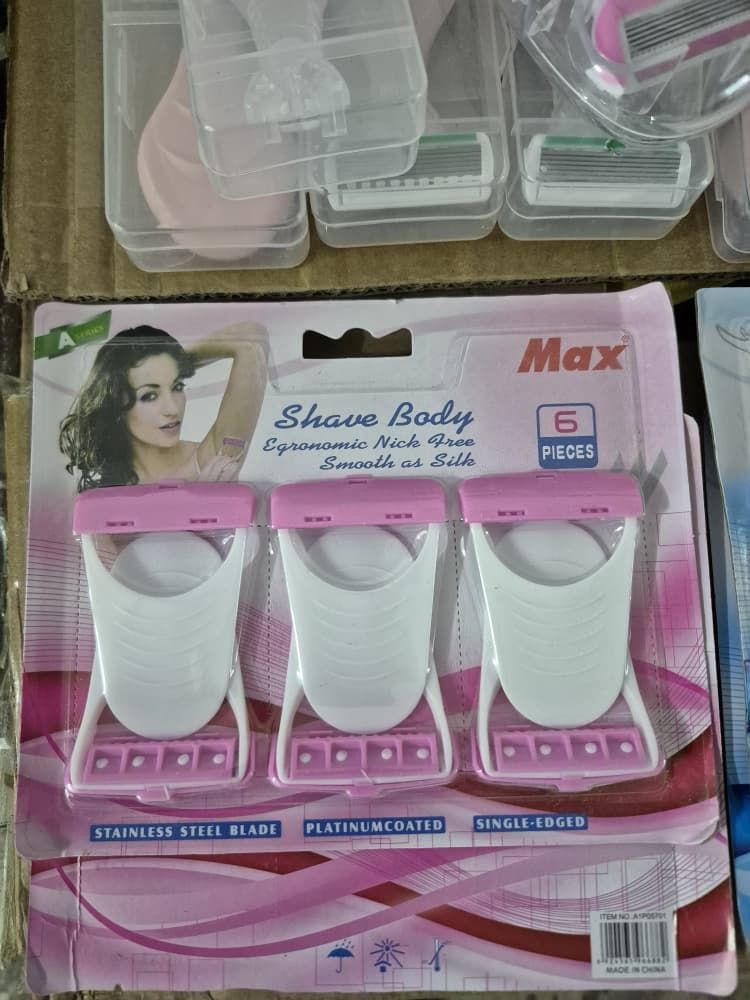 A SERIES
Max
Shave Body
Egronomic Nick Free
Smooth as Silk
6
PIECES
STAINLESS STEEL BLADE
PLATINUMCOATED
SINGLE-EDGED
ITEM NO.:A1P05701
MADE IN CHINA